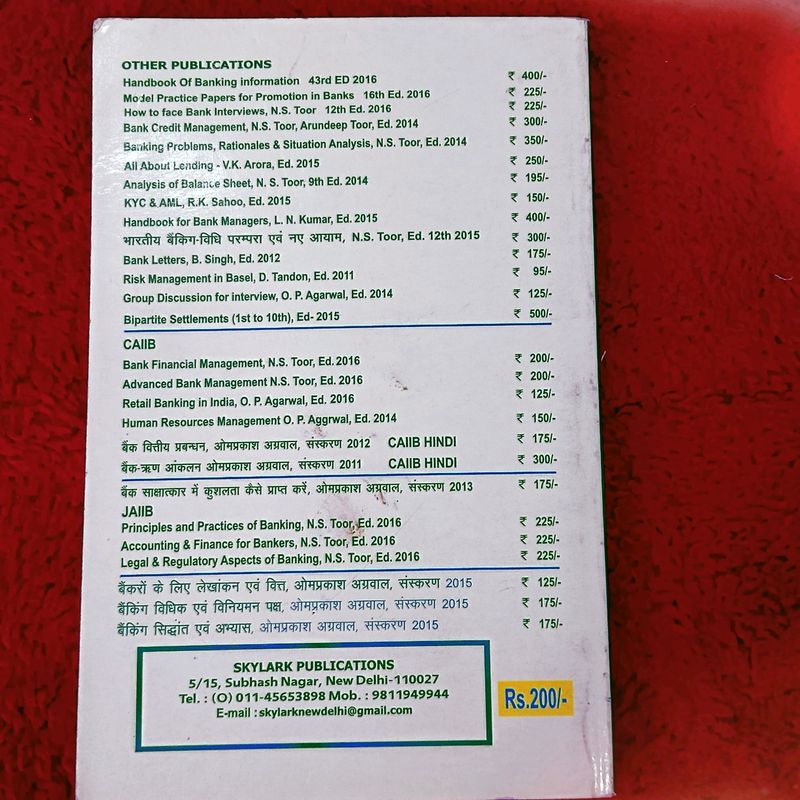 OTHER PUBLICATIONS
Handbook Of Banking information 43rd ED 2016 ₹ 400/-
Model Practice Papers for Promotion in Banks 16th Ed. 2016 ₹ 225/-
How to face Bank Interviews, N.S. Toor 12th Ed. 2016 ₹ 225/-
Bank Credit Management, N.S. Toor, Arundeep Toor, Ed. 2014 ₹ 300/-
Banking Problems, Rationales & Situation Analysis, N.S. Toor, Ed. 2014 ₹ 350/-
All About Lending - V.K. Arora, Ed. 2015 ₹ 250/-
Analysis of Balance Sheet, N. S. Toor, 9th Ed. 2014 ₹ 195/-
KYC & AML, R.K. Sahoo, Ed. 2015 ₹ 150/-
Handbook for Bank Managers, L. N. Kumar, Ed. 2015 ₹ 400/-
भारतीय बैंकिग-विधि परम्परा एवं नए आयाम, N.S. Toor, Ed. 12th 2015 ₹ 300/-
Bank Letters, B. Singh, Ed. 2012 ₹ 175/-
Risk Management in Basel, D. Tandon, Ed. 2011 ₹ 95/-
Group Discussion for interview, O. P. Agarwal, Ed. 2014 ₹ 125/-
Bipartite Settlements (1st to 10th), Ed- 2015 ₹ 500/-
CAIIB
Bank Financial Management, N.S. Toor, Ed. 2016 ₹ 200/-
Advanced Bank Management N.S. Toor, Ed. 2016 ₹ 200/-
Retail Banking in India, O. P. Agarwal, Ed. 2016 ₹ 125/-
Human Resources Management O. P. Aggrwal, Ed. 2014 ₹ 150/-
बैंक वित्तीय प्रबन्धन, ओमप्रकाश अग्रवाल, संस्करण 2012 CAIIB HINDI ₹ 175/-
बैंक-ऋण आंकलन ओमप्रकाश अग्रवाल, संस्करण 2011 CAIIB HINDI ₹ 300/-
बैंक साक्षात्कार में कुशलता कैसे प्राप्त करें, ओमप्रकाश अग्रवाल, संस्करण 2013 ₹ 175/-
JAIIB
Principles and Practices of Banking, N.S. Toor, Ed. 2016 ₹ 225/-
Accounting & Finance for Bankers, N.S. Toor, Ed. 2016 ₹ 225/-
Legal & Regulatory Aspects of Banking, N.S. Toor, Ed. 2016 ₹ 225/-
बैंकरों के लिए लेखांकन एवं वित्त, ओमप्रकाश अग्रवाल, संस्करण 2015 ₹ 125/-
बैंकिंग विधिक एवं विनियमन पक्ष, ओमप्रकाश अग्रवाल, संस्करण 2015 ₹ 175/-
बैंकिंग सिद्धांत एवं अभ्यास, ओमप्रकाश अग्रवाल, संस्करण 2015 ₹ 175/-
SKYLARK PUBLICATIONS
5/15, Subhash Nagar, New Delhi-110027
Tel. : (O) 011-45653898 Mob. : 9811949944
E-mail : skylarknewdelhi@gmail.com
Rs.200/-